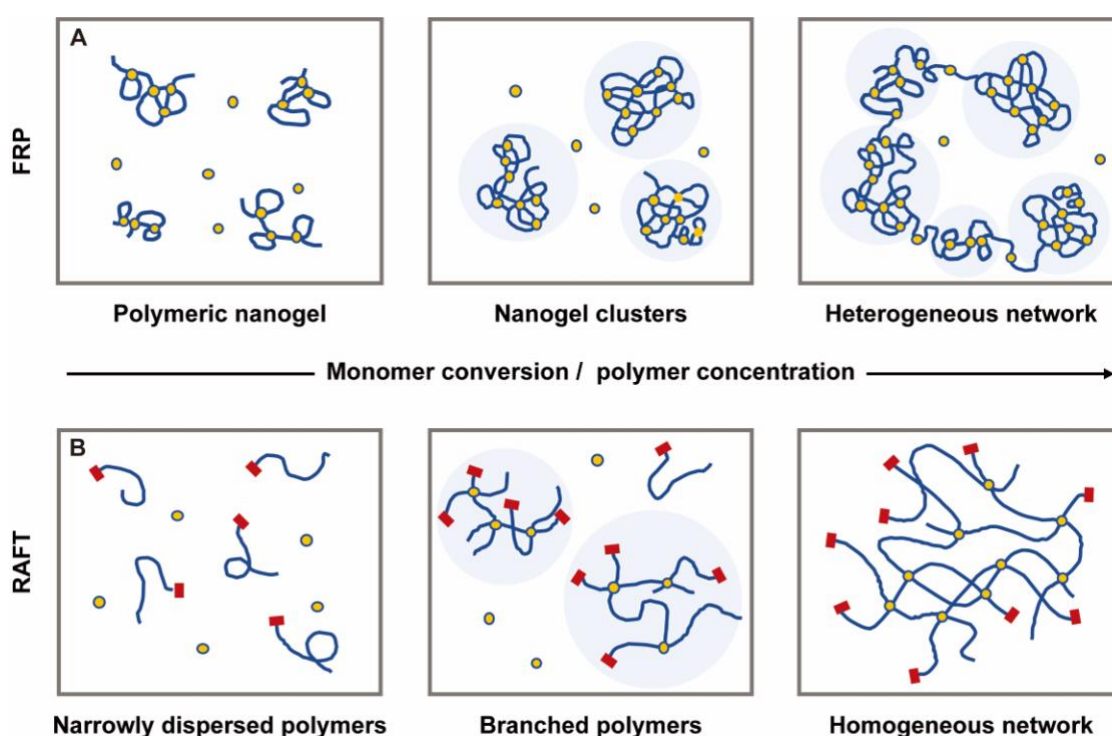 A
FRP
Polymeric nanogel
Nanogel clusters
Heterogeneous network
Monomer conversion / polymer concentration
B
RAFT
Narrowly dispersed polymers
Branched polymers
Homogeneous network